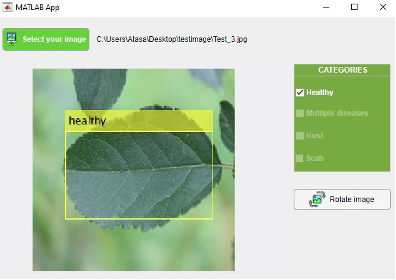 MATLAB App
Select your image
C:\Users\Atasa\Desktop\testimage\Test_3.jpg
CATEGORIES
healthy
Healthy
Multiple diseases
Rust
Scab
Rotate image